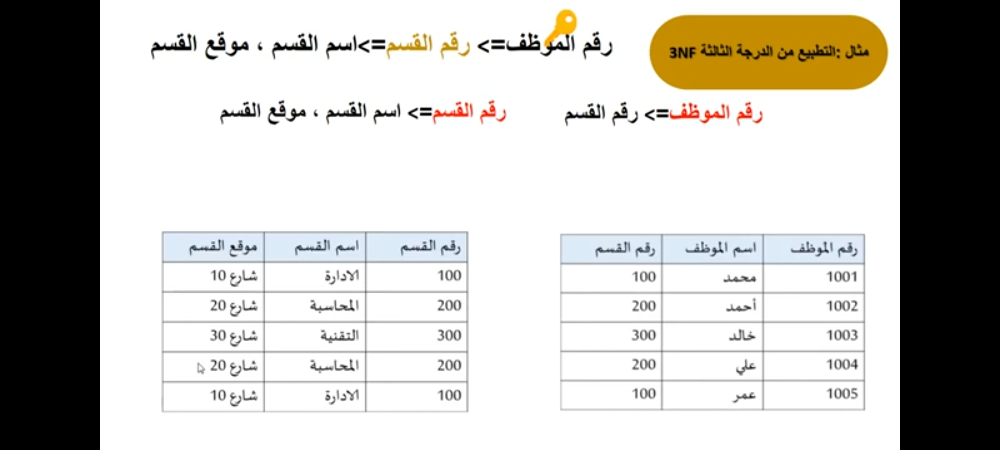 مثال :التطبيع من الدرجة الثالثة 3NF
رقم الموظف=> رقم القسم=>اسم القسم ، موقع القسم
رقم الموظف=> رقم القسم
رقم القسم=> اسم القسم ، موقع القسم
رقم الموظف اسم الموظف رقم القسم
1001 محمد 100
1002 أحمد 200
1003 خالد 300
1004 علي 200
1005 عمر 100
رقم القسم اسم القسم موقع القسم
100 الادارة شارع 10
200 المحاسبة شارع 20
300 التقنية شارع 30
200 المحاسبة شارع 20
100 الادارة شارع 10